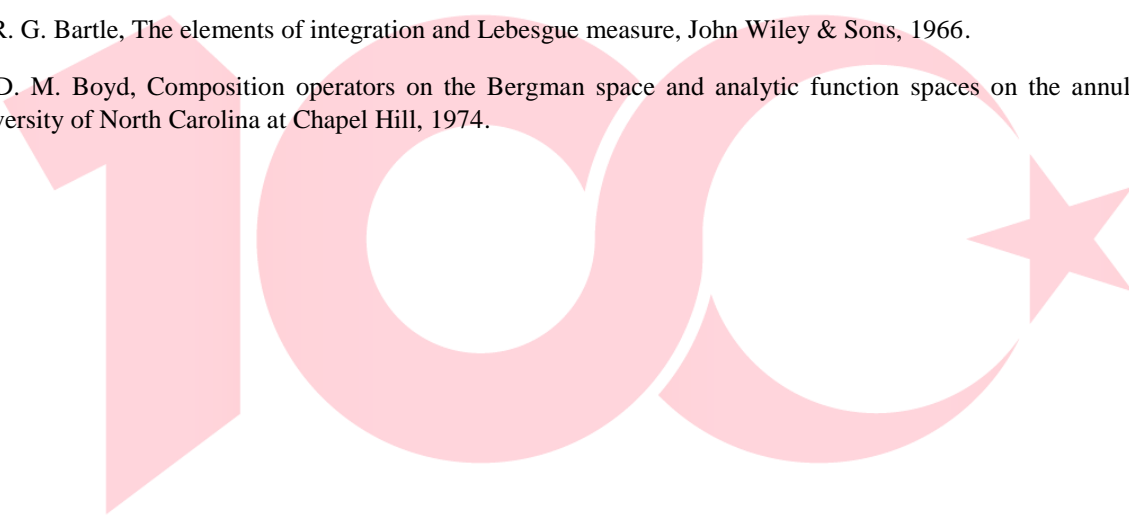 R. G. Bartle, The elements of integration and Lebesgue measure, John Wiley & Sons, 1966.
D. M. Boyd, Composition operators on the Bergman space and analytic function spaces on the annul
versity of North Carolina at Chapel Hill, 1974.
100